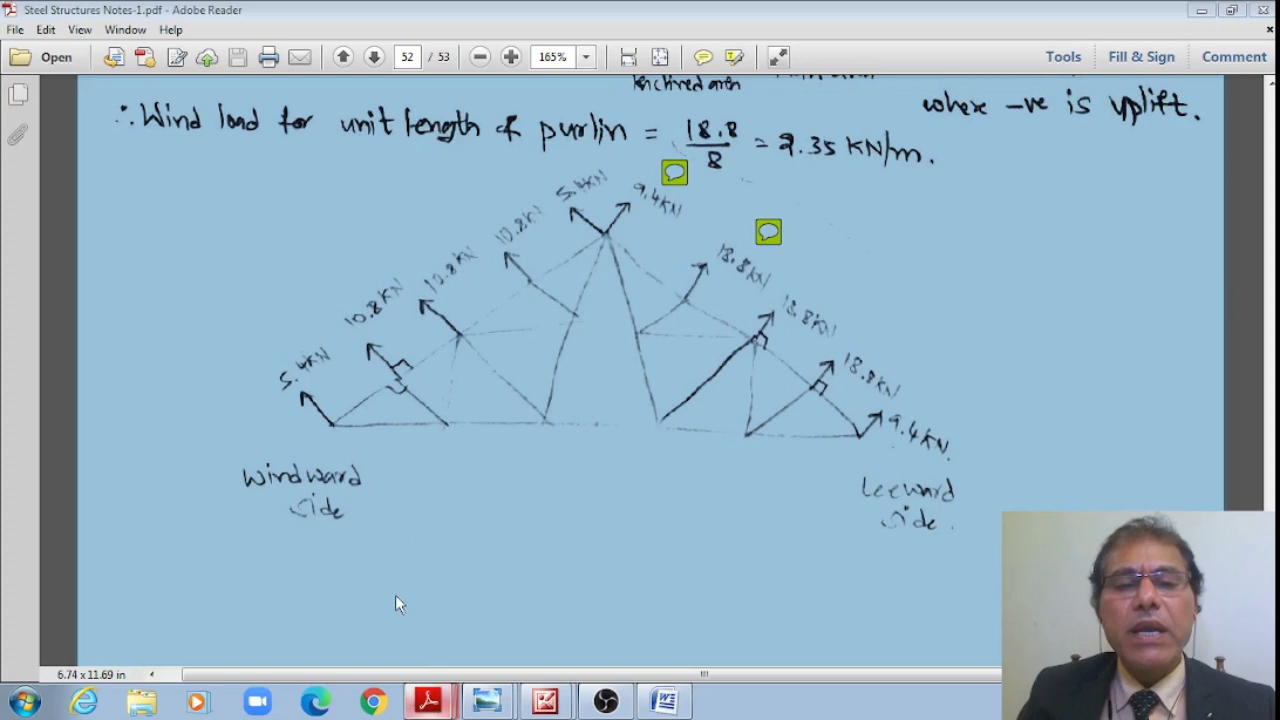 Steel Structures Notes-1.pdf - Adobe Reader
File Edit View Window Help
Open 52 / 53 165% Tools Fill & Sign Comment
Inclined area
where -ve is uplift.
∴ Wind load for unit length of purlin = 18.8/8 = 2.35 KN/m.
5.4KN 9.4KN
10.8KN 18.8KN
10.8KN 18.8KN
10.8KN 18.8KN
5.4KN 9.4KN.
Windward Leeward
side side.
6.74 x 11.69 in
W